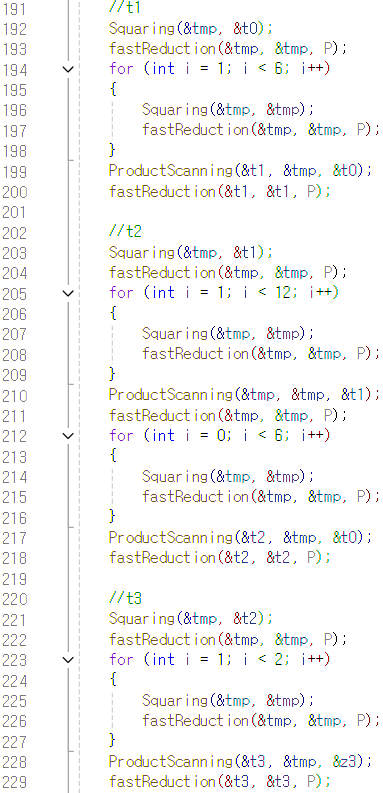 191 //t1
192 Squaring(&tmp, &t0);
193 fastReduction(&tmp, &tmp, P);
194 for (int i = 1; i < 6; i++)
195 {
196 Squaring(&tmp, &tmp);
197 fastReduction(&tmp, &tmp, P);
198 }
199 ProductScanning(&t1, &tmp, &t0);
200 fastReduction(&t1, &t1, P);
201
202 //t2
203 Squaring(&tmp, &t1);
204 fastReduction(&tmp, &tmp, P);
205 for (int i = 1; i < 12; i++)
206 {
207 Squaring(&tmp, &tmp);
208 fastReduction(&tmp, &tmp, P);
209 }
210 ProductScanning(&tmp, &tmp, &t1);
211 fastReduction(&tmp, &tmp, P);
212 for (int i = 0; i < 6; i++)
213 {
214 Squaring(&tmp, &tmp);
215 fastReduction(&tmp, &tmp, P);
216 }
217 ProductScanning(&t2, &tmp, &t0);
218 fastReduction(&t2, &t2, P);
219
220 //t3
221 Squaring(&tmp, &t2);
222 fastReduction(&tmp, &tmp, P);
223 for (int i = 1; i < 2; i++)
224 {
225 Squaring(&tmp, &tmp);
226 fastReduction(&tmp, &tmp, P);
227 }
228 ProductScanning(&t3, &tmp, &z3);
229 fastReduction(&t3, &t3, P);